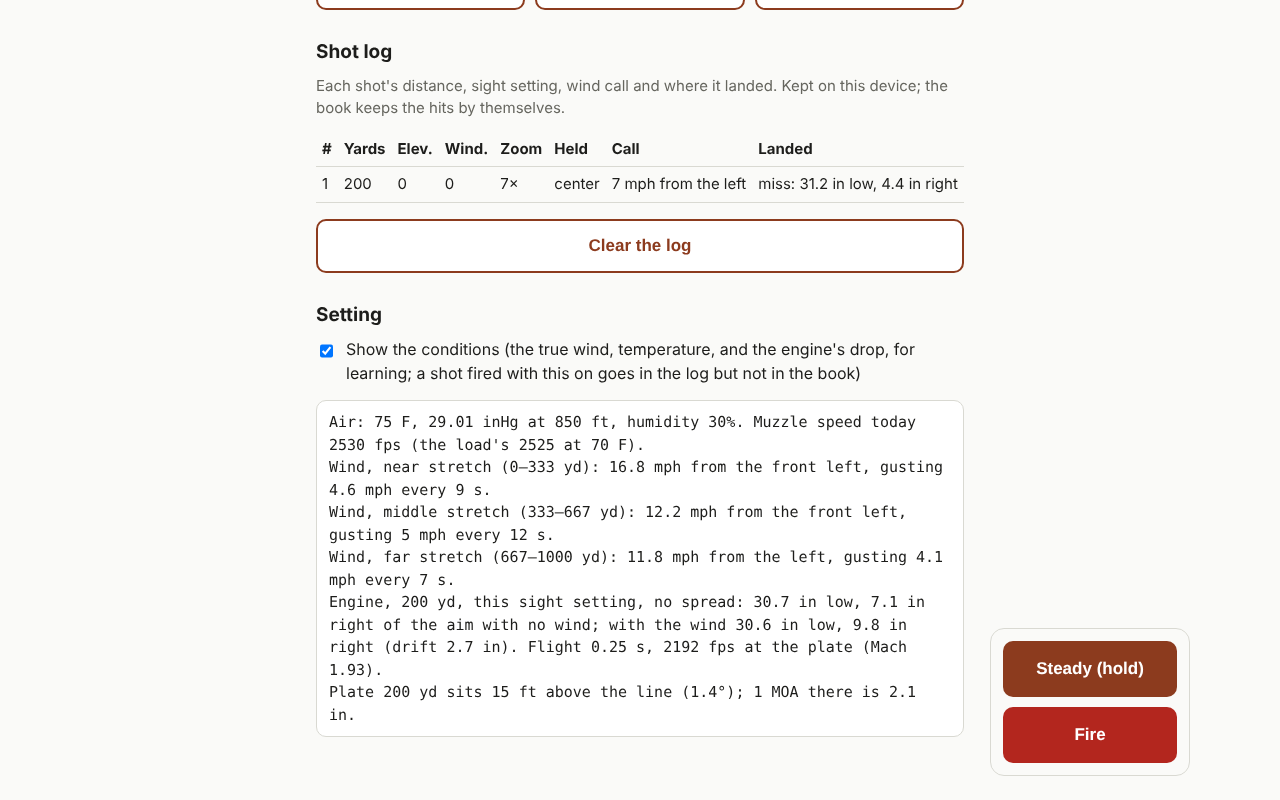 Shot log
Each shot's distance, sight setting, wind call and where it landed. Kept on this device; the
book keeps the hits by themselves.
# Yards Elev. Wind. Zoom Held Call Landed
1 200 0 0 7× center 7 mph from the left miss: 31.2 in low, 4.4 in right
Clear the log
Setting
Show the conditions (the true wind, temperature, and the engine's drop, for
learning; a shot fired with this on goes in the log but not in the book)
Air: 75 F, 29.01 inHg at 850 ft, humidity 30%. Muzzle speed today
2530 fps (the load's 2525 at 70 F).
Wind, near stretch (0–333 yd): 16.8 mph from the front left, gusting
4.6 mph every 9 s.
Wind, middle stretch (333–667 yd): 12.2 mph from the front left,
gusting 5 mph every 12 s.
Wind, far stretch (667–1000 yd): 11.8 mph from the left, gusting 4.1
mph every 7 s.
Engine, 200 yd, this sight setting, no spread: 30.7 in low, 7.1 in
right of the aim with no wind; with the wind 30.6 in low, 9.8 in
right (drift 2.7 in). Flight 0.25 s, 2192 fps at the plate (Mach
1.93).
Plate 200 yd sits 15 ft above the line (1.4°); 1 MOA there is 2.1
in.
Steady (hold)
Fire